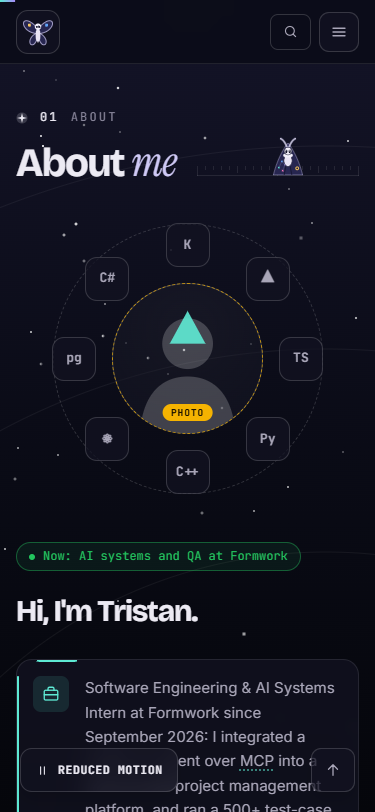 01 ABOUT
About me
K
C#
pg
TS
Py
C++
PHOTO
Now: AI systems and QA at Formwork
Hi, I'm Tristan.
Software Engineering & AI Systems
Intern at Formwork since
September 2026: I integrated a
ent over MCP into a
REDUCED MOTION
project management
platform, and ran a 500+ test-case